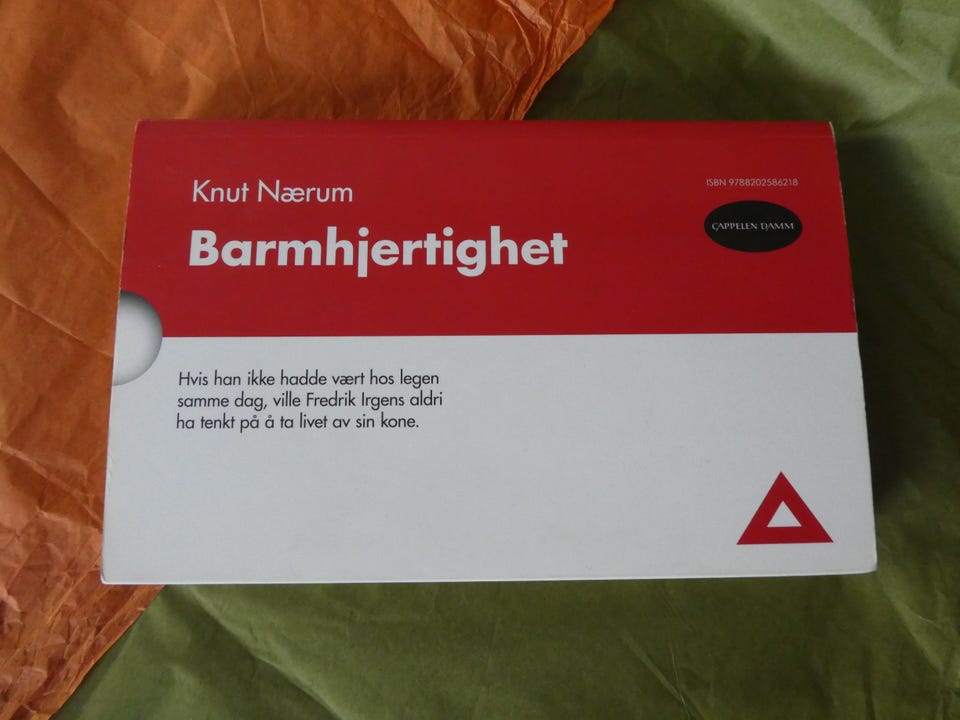 Knut Nærum
Barmhjertighet
ISBN 9788202586218
CAPPELEN DAMM
Hvis han ikke hadde vært hos legen
samme dag, ville Fredrik Irgens aldri
ha tenkt på å ta livet av sin kone.